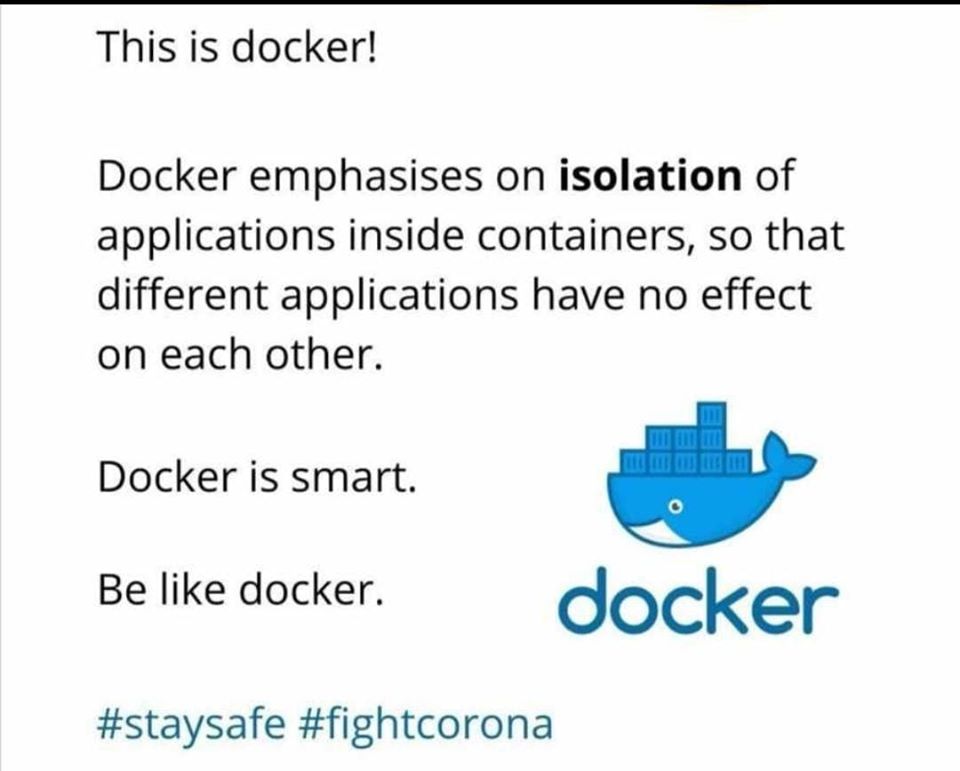 This is docker!
Docker emphasises on isolation of
applications inside containers, so that
different applications have no effect
on each other.
Docker is smart.
Be like docker.
docker
#staysafe #fightcorona